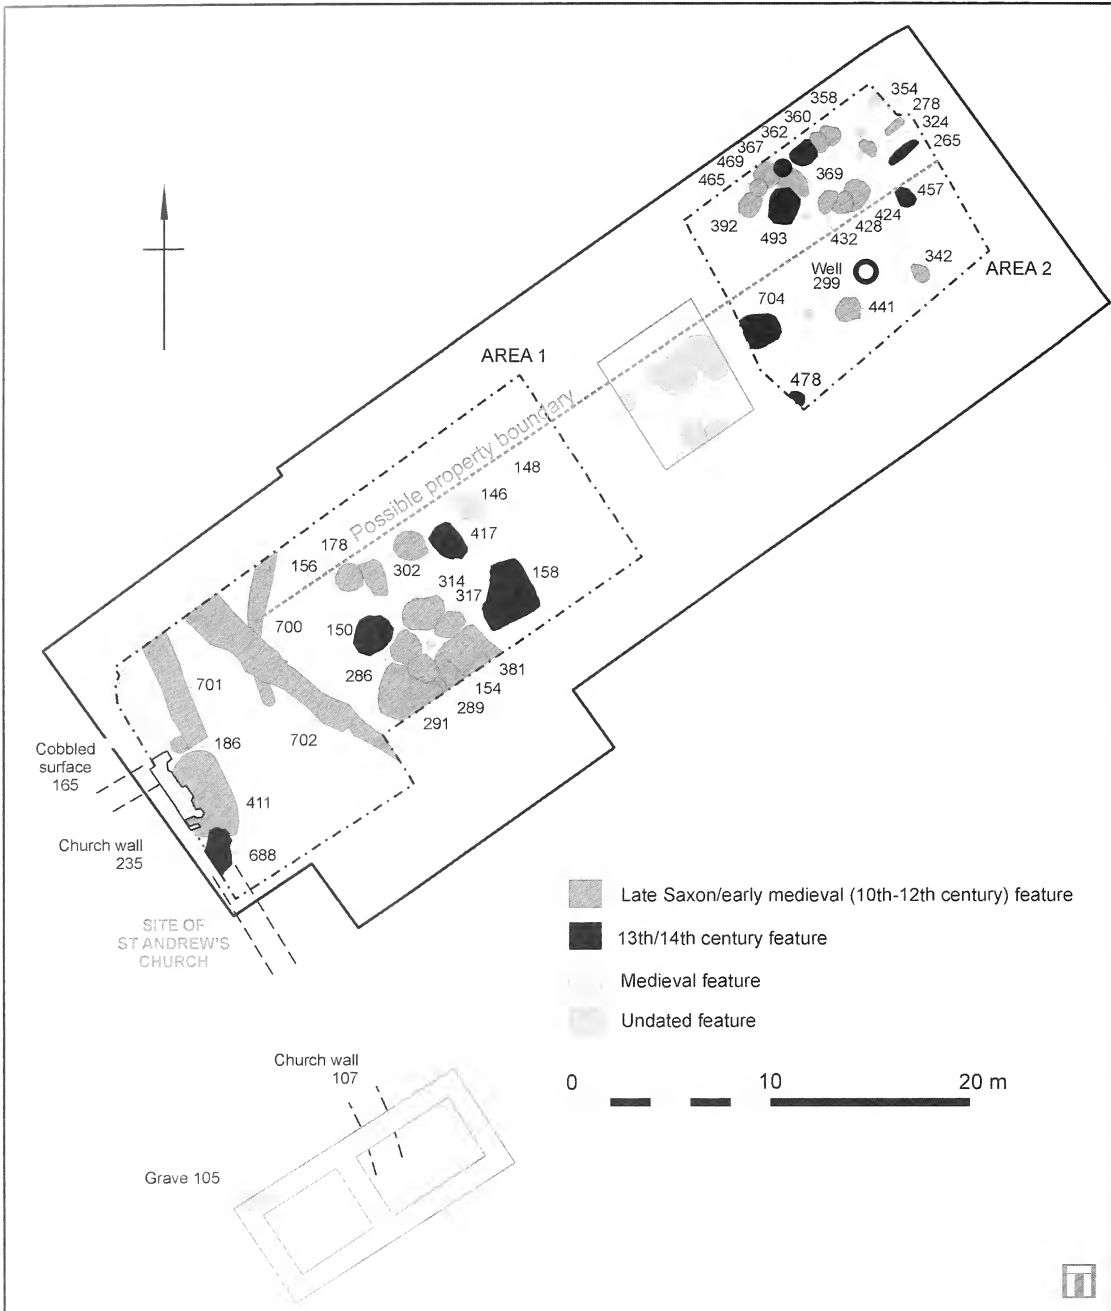 354
358
278
360
324
362
265
367
469
465
369
457
392
424
428
493
432
342
Well
299
AREA 2
704
441
478
AREA 1
Possible property boundary
148
146
178
417
156
302
158
314
317
700
150
286
381
701
154
289
291
186
702
Cobbled
surface
165
411
Church wall
235
688
SITE OF
ST ANDREW'S
CHURCH
Late Saxon/early medieval (10th-12th century) feature
13th/14th century feature
Medieval feature
Undated feature
Church wall
107
0 10 20 m
Grave 105